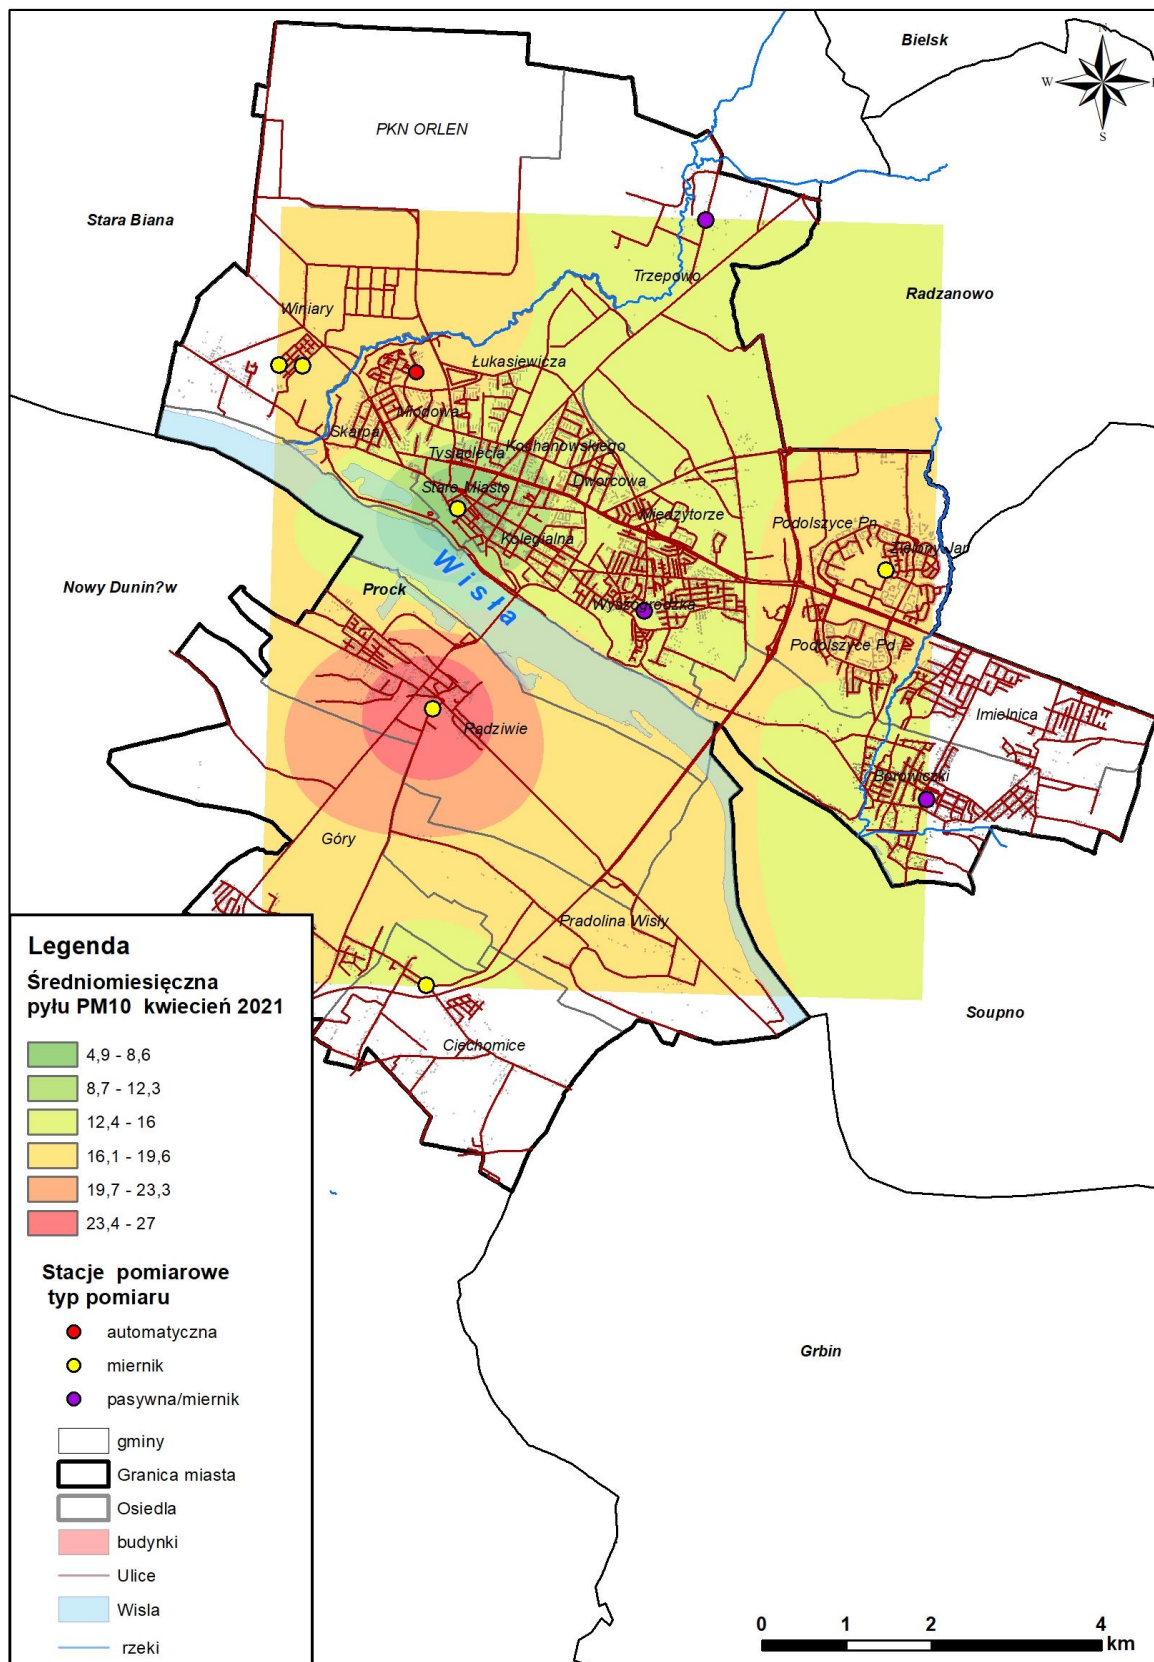 Bielsk
N
W
E
S
PKN ORLEN
Stara Biana
Trzepowo
Radzanowo
Winiary
Łukasiewicza
Miodowa
Skarpa
Kochanowskiego
Tysiąclecia
Dworcowa
Stare Miasto
Międzytorze
Podolszyce Pn
Kolegialna
Zielony Jar
Nowy Dunin?w
Prock
Wisła
Wyszogrodzka
Podolszyce Pd
Imielnica
Radziwie
Borowiczki
Góry
Pradolina Wisły
Soupno
Ciechomice
Grbin
Legenda
Średniomiesięczna
pyłu PM10 kwiecień 2021
4,9 - 8,6
8,7 - 12,3
12,4 - 16
16,1 - 19,6
19,7 - 23,3
23,4 - 27
Stacje pomiarowe
typ pomiaru
automatyczna
miernik
pasywna/miernik
gminy
Granica miasta
Osiedla
budynki
Ulice
Wisla
rzeki
0 1 2 4
km